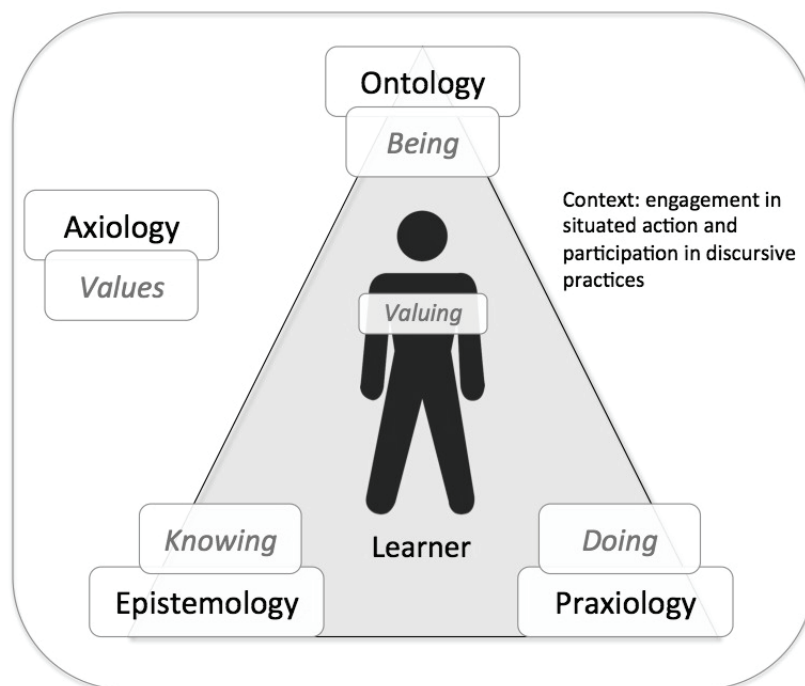 Ontology
Being
Axiology
Values
Context: engagement in
situated action and
participation in discursive
practices
Valuing
Knowing
Epistemology
Learner
Doing
Praxiology